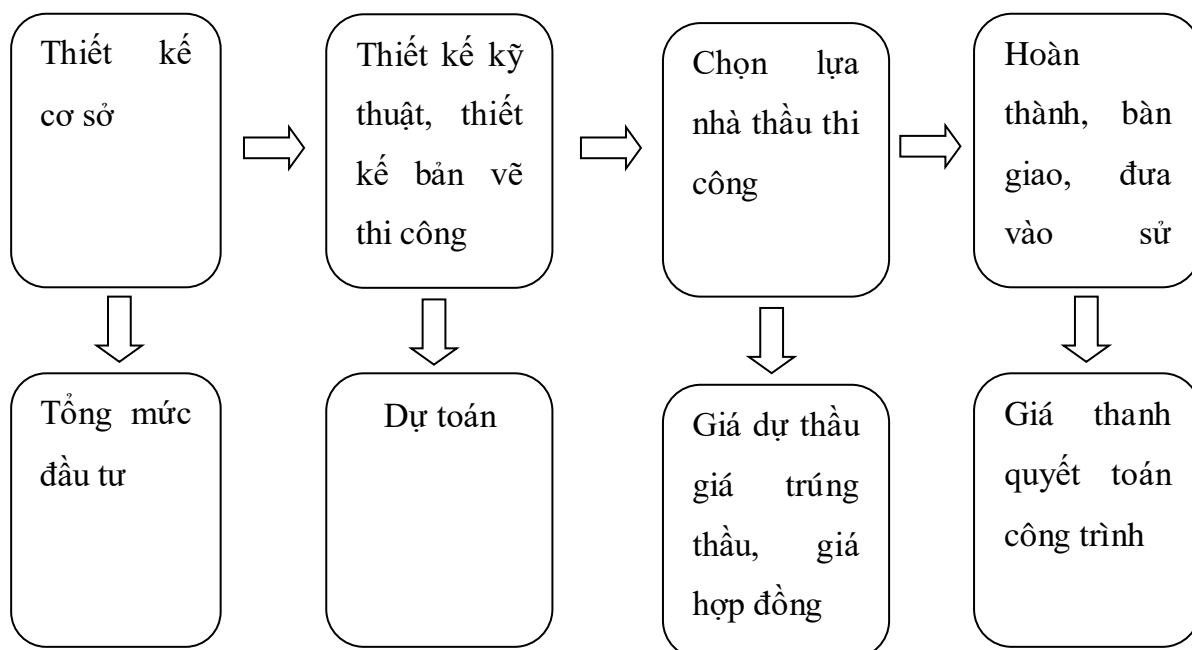 Thiết kế
cơ sở
Thiết kế kỹ
thuật, thiết
kế bản vẽ
thi công
Chọn lựa
nhà thầu thi
công
Hoàn
thành, bàn
giao, đưa
vào sử
Tổng mức
đầu tư
Dự toán
Giá dự thầu
giá trúng
thầu, giá
hợp đồng
Giá thanh
quyết toán
công trình